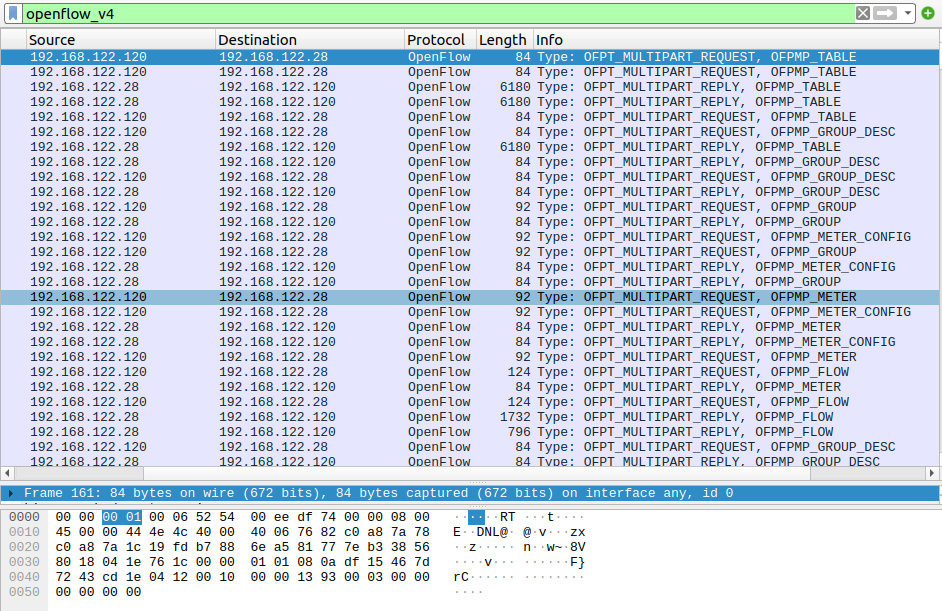 openflow_v4
Source Destination Protocol Length Info
192.168.122.120 192.168.122.28 OpenFlow 84 Type: OFPT_MULTIPART_REQUEST, OFPMP_TABLE
192.168.122.120 192.168.122.28 OpenFlow 84 Type: OFPT_MULTIPART_REQUEST, OFPMP_TABLE
192.168.122.28 192.168.122.120 OpenFlow 6180 Type: OFPT_MULTIPART_REPLY, OFPMP_TABLE
192.168.122.28 192.168.122.120 OpenFlow 6180 Type: OFPT_MULTIPART_REPLY, OFPMP_TABLE
192.168.122.120 192.168.122.28 OpenFlow 84 Type: OFPT_MULTIPART_REQUEST, OFPMP_TABLE
192.168.122.120 192.168.122.28 OpenFlow 84 Type: OFPT_MULTIPART_REQUEST, OFPMP_GROUP_DESC
192.168.122.28 192.168.122.120 OpenFlow 6180 Type: OFPT_MULTIPART_REPLY, OFPMP_TABLE
192.168.122.28 192.168.122.120 OpenFlow 84 Type: OFPT_MULTIPART_REPLY, OFPMP_GROUP_DESC
192.168.122.120 192.168.122.28 OpenFlow 84 Type: OFPT_MULTIPART_REQUEST, OFPMP_GROUP_DESC
192.168.122.28 192.168.122.120 OpenFlow 84 Type: OFPT_MULTIPART_REPLY, OFPMP_GROUP_DESC
192.168.122.120 192.168.122.28 OpenFlow 92 Type: OFPT_MULTIPART_REQUEST, OFPMP_GROUP
192.168.122.28 192.168.122.120 OpenFlow 84 Type: OFPT_MULTIPART_REPLY, OFPMP_GROUP
192.168.122.120 192.168.122.28 OpenFlow 92 Type: OFPT_MULTIPART_REQUEST, OFPMP_METER_CONFIG
192.168.122.120 192.168.122.28 OpenFlow 92 Type: OFPT_MULTIPART_REQUEST, OFPMP_GROUP
192.168.122.28 192.168.122.120 OpenFlow 84 Type: OFPT_MULTIPART_REPLY, OFPMP_METER_CONFIG
192.168.122.28 192.168.122.120 OpenFlow 84 Type: OFPT_MULTIPART_REPLY, OFPMP_GROUP
192.168.122.120 192.168.122.28 OpenFlow 92 Type: OFPT_MULTIPART_REQUEST, OFPMP_METER
192.168.122.120 192.168.122.28 OpenFlow 92 Type: OFPT_MULTIPART_REQUEST, OFPMP_METER_CONFIG
192.168.122.28 192.168.122.120 OpenFlow 84 Type: OFPT_MULTIPART_REPLY, OFPMP_METER
192.168.122.28 192.168.122.120 OpenFlow 84 Type: OFPT_MULTIPART_REPLY, OFPMP_METER_CONFIG
192.168.122.120 192.168.122.28 OpenFlow 92 Type: OFPT_MULTIPART_REQUEST, OFPMP_METER
192.168.122.120 192.168.122.28 OpenFlow 124 Type: OFPT_MULTIPART_REQUEST, OFPMP_FLOW
192.168.122.28 192.168.122.120 OpenFlow 84 Type: OFPT_MULTIPART_REPLY, OFPMP_METER
192.168.122.120 192.168.122.28 OpenFlow 124 Type: OFPT_MULTIPART_REQUEST, OFPMP_FLOW
192.168.122.28 192.168.122.120 OpenFlow 1732 Type: OFPT_MULTIPART_REPLY, OFPMP_FLOW
192.168.122.28 192.168.122.120 OpenFlow 796 Type: OFPT_MULTIPART_REPLY, OFPMP_FLOW
192.168.122.120 192.168.122.28 OpenFlow 84 Type: OFPT_MULTIPART_REQUEST, OFPMP_GROUP_DESC
192.168.122.28 192.168.122.120 OpenFlow 84 Type: OFPT_MULTIPART_REPLY, OFPMP_GROUP_DESC
Frame 161: 84 bytes on wire (672 bits), 84 bytes captured (672 bits) on interface any, id 0
0000 00 00 00 01 00 06 52 54 00 ee df 74 00 00 08 00 ······RT ···t····
0010 45 00 00 44 4e 4c 40 00 40 06 76 82 c0 a8 7a 78 E··DNL@· @·v···zx
0020 c0 a8 7a 1c 19 fd b7 88 6e a5 81 77 7e b3 38 56 ··z····· n··w~·8V
0030 80 18 04 1e 76 1c 00 00 01 01 08 0a df 15 46 7d ····v··· ······F}
0040 72 43 cd 1e 04 12 00 10 00 00 13 93 00 03 00 00 rC······ ········
0050 00 00 00 00 ····